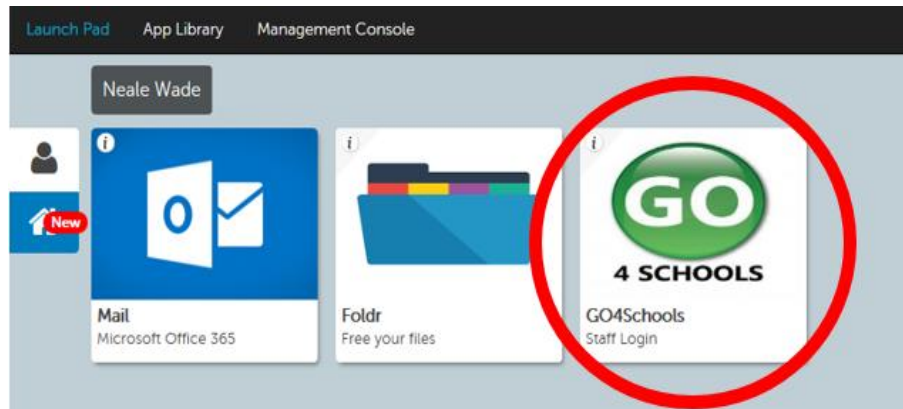 Launch Pad App Library Management Console
Neale Wade
New
i
O
Mail
Microsoft Office 365
i
Foldr
Free your files
i
GO
4 SCHOOLS
GO4Schools
Staff Login